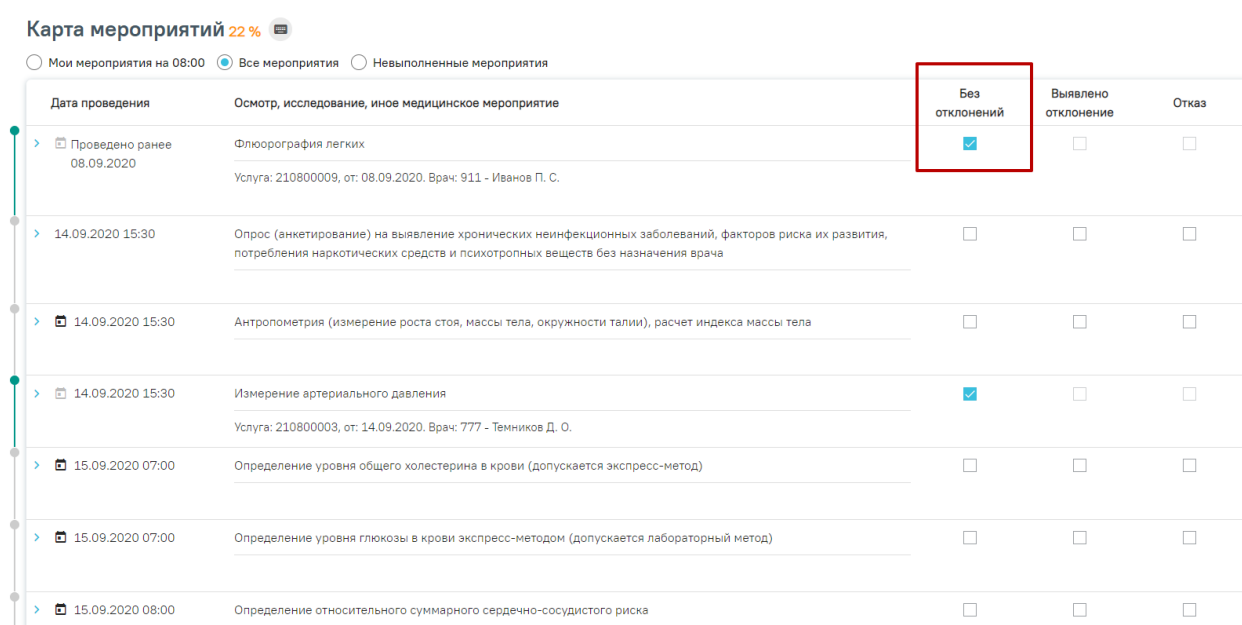 Карта мероприятий 22 %
Мои мероприятия на 08:00 Все мероприятия Невыполненные мероприятия
Дата проведения Осмотр, исследование, иное медицинское мероприятие Без отклонений Выявлено отклонение Отказ
Проведено ранее 08.09.2020 Флюорография легких
Услуга: 210800009, от: 08.09.2020. Врач: 911 - Иванов П. С.
14.09.2020 15:30 Опрос (анкетирование) на выявление хронических неинфекционных заболеваний, факторов риска их развития,
потребления наркотических средств и психотропных веществ без назначения врача
14.09.2020 15:30 Антропометрия (измерение роста стоя, массы тела, окружности талии), расчет индекса массы тела
14.09.2020 15:30 Измерение артериального давления
Услуга: 210800003, от: 14.09.2020. Врач: 777 - Темников Д. О.
15.09.2020 07:00 Определение уровня общего холестерина в крови (допускается экспресс-метод)
15.09.2020 07:00 Определение уровня глюкозы в крови экспресс-методом (допускается лабораторный метод)
15.09.2020 08:00 Определение относительного суммарного сердечно-сосудистого риска